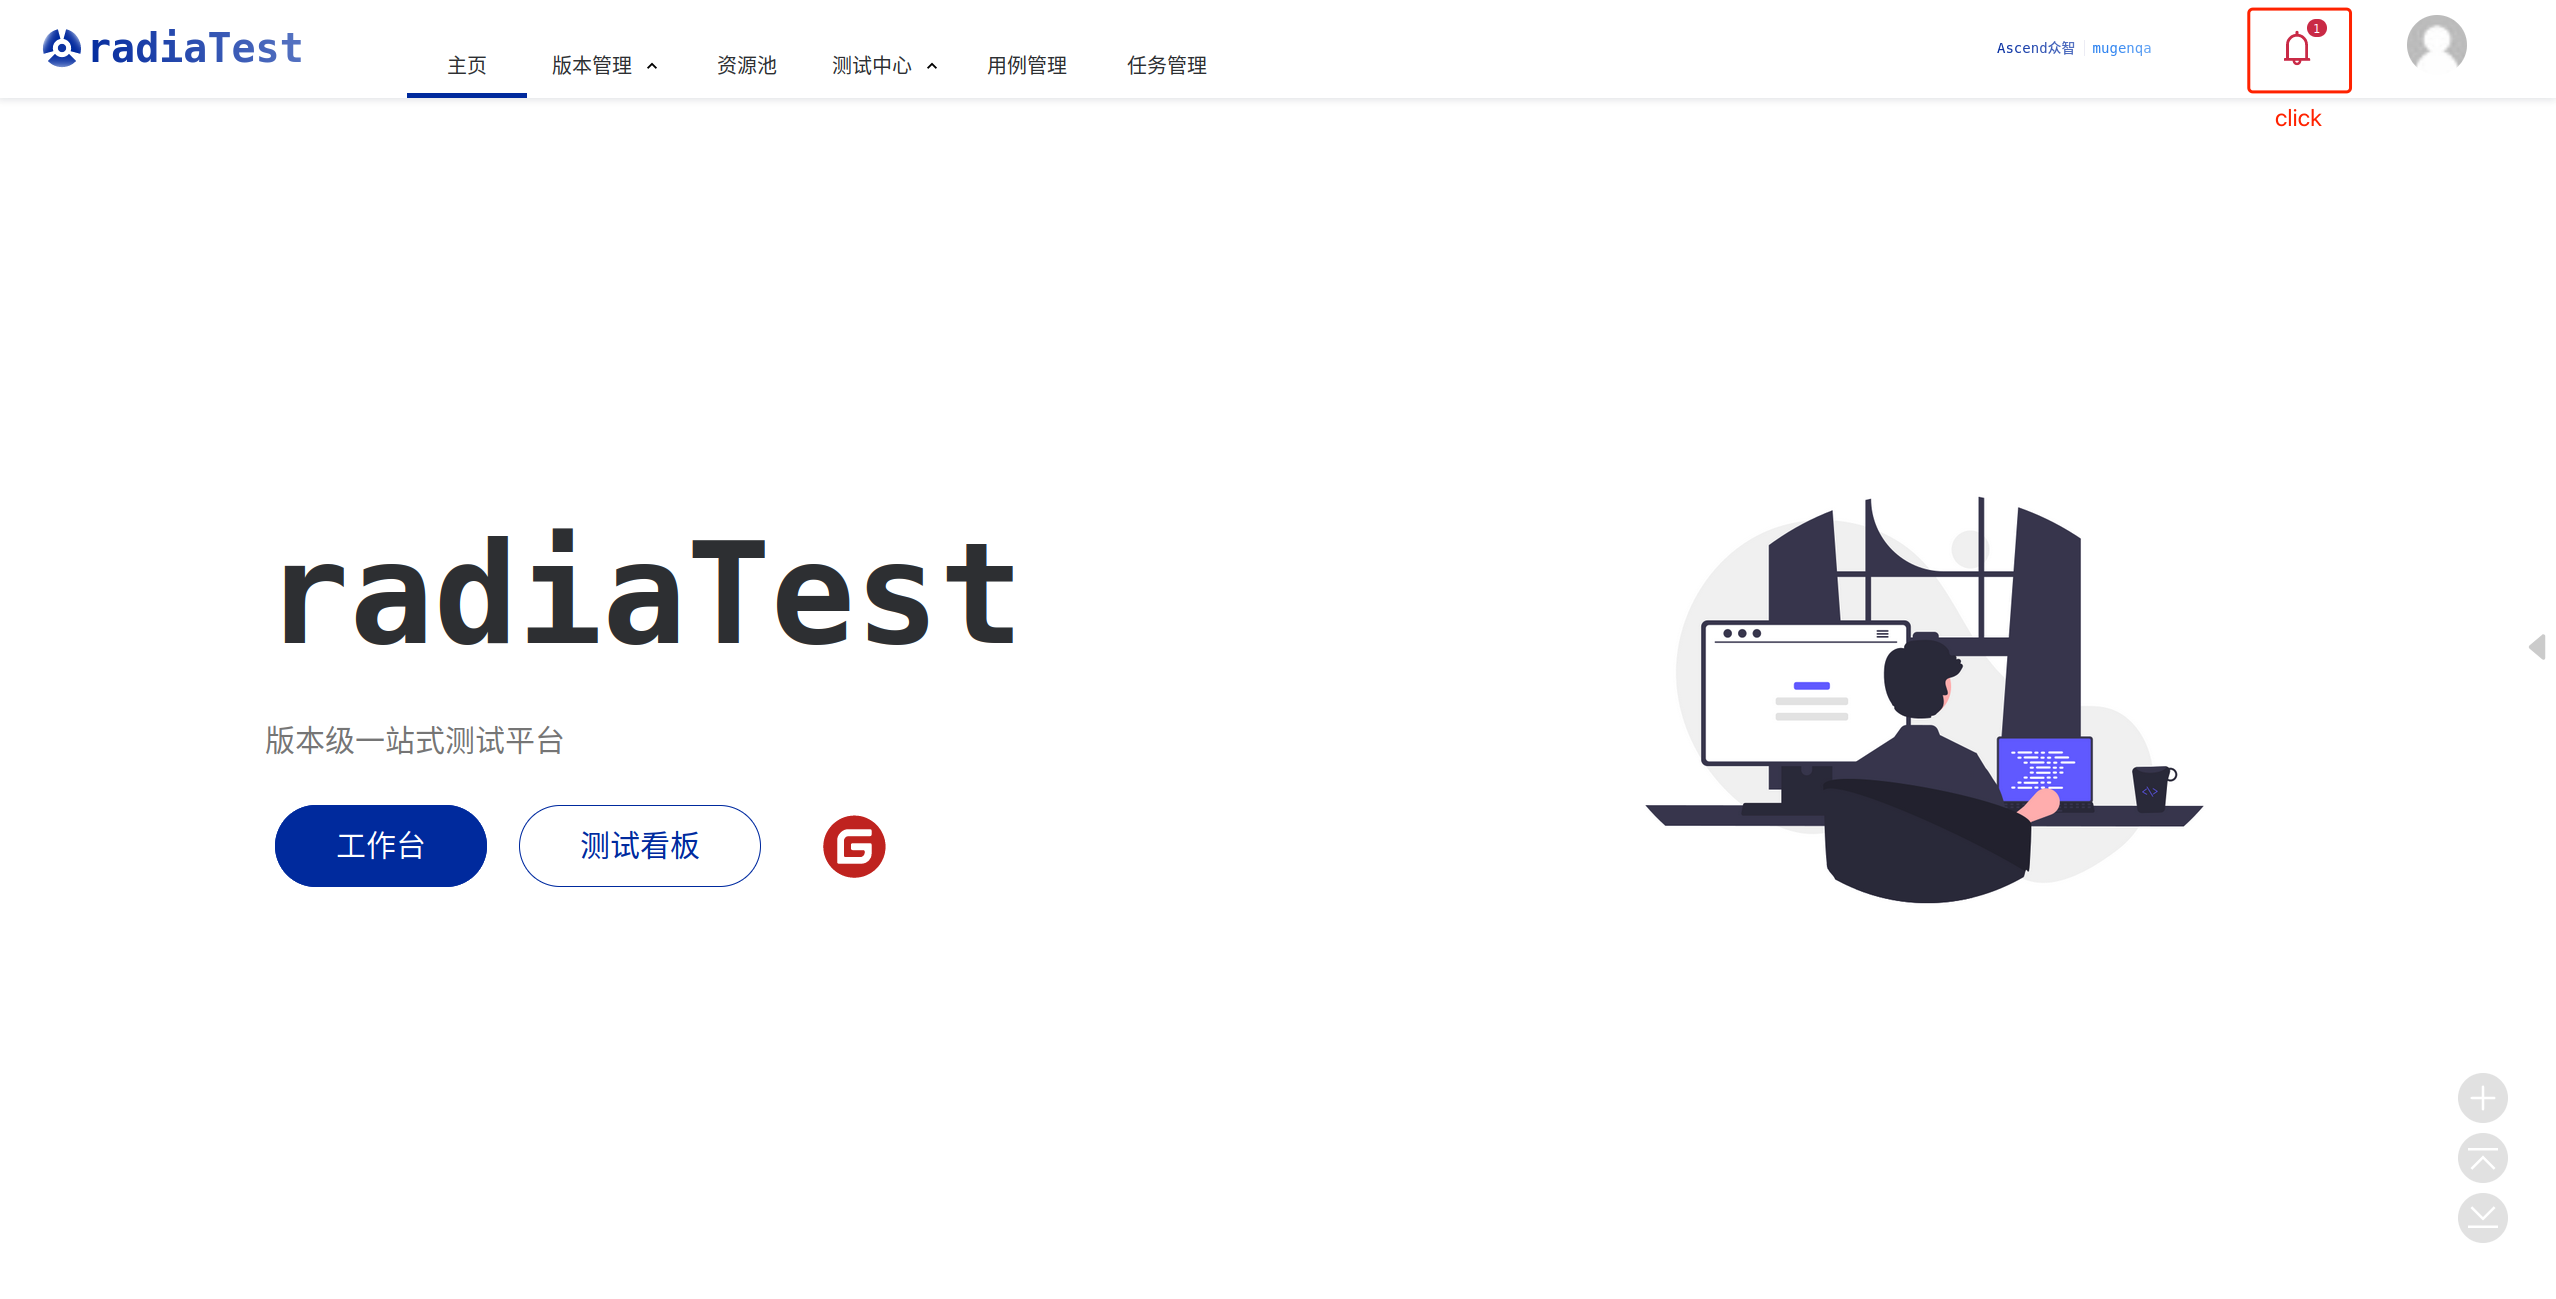 radiaTest
主页 版本管理 资源池 测试中心 用例管理 任务管理
Ascend众智 mugenqa
1
click
radiaTest
版本级一站式测试平台
工作台 测试看板 G